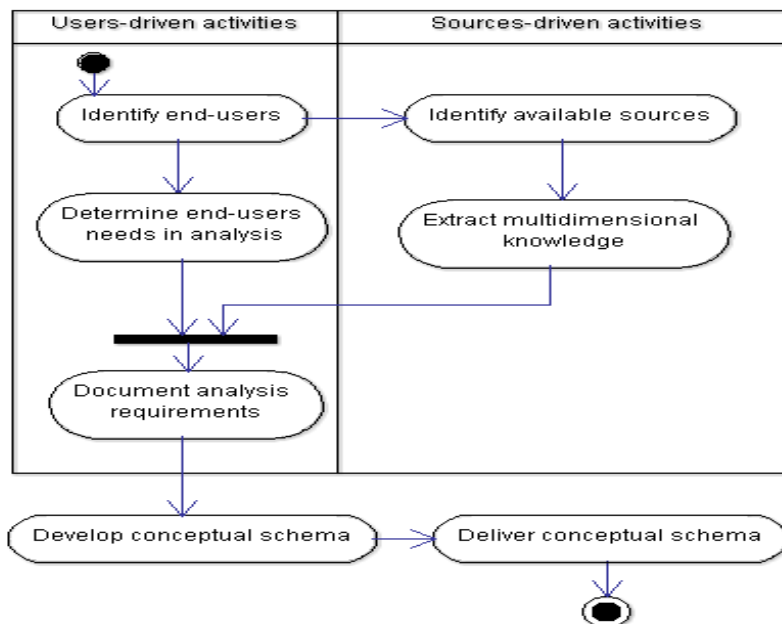 Users-driven activities
Sources-driven activities
Identify end-users
Identify available sources
Determine end-users
needs in analysis
Extract multidimensional
knowledge
Document analysis
requirements
Develop conceptual schema
Deliver conceptual schema